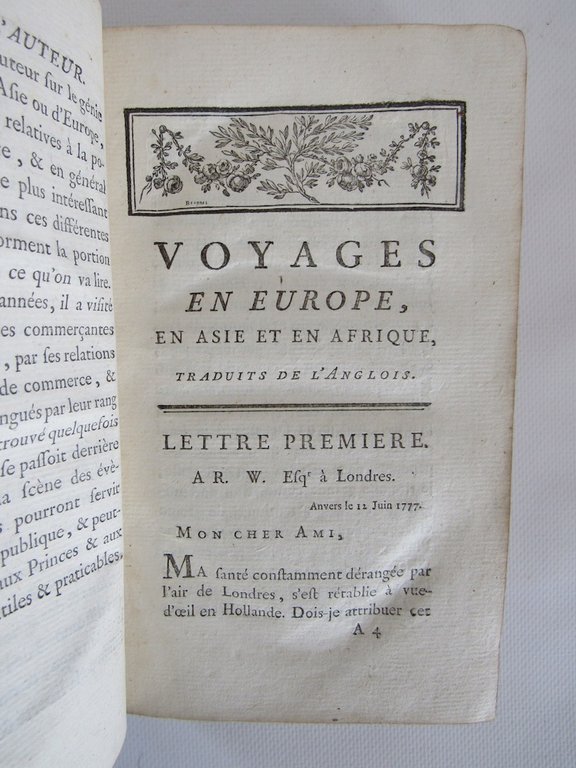 'AUTEUR.
uteur ſur le génie
Aſie ou d'Europe,
relatives à la po-
e, & en général
e plus intéreſſant
ns ces différentes
orment la portion
ce qu'on va lire.
années, il a viſité
es commerçantes
, par ſes relations
de commerce, &
ngués par leur rang
trouvé quelquefois
ſe paſſoit derrière
a ſcène des évè-
s pourront ſervir
publique, & peut-
aux Princes & aux
tiles & praticables.
VOYAGES
EN EUROPE,
EN ASIE ET EN AFRIQUE,
TRADUITS DE L'ANGLOIS.
LETTRE PREMIERE.
A R. W. Eſqr à Londres.
Anvers le 12 Juin 1777.
MON CHER AMI,
MA santé conſtamment dérangée par
l'air de Londres, s'eſt rétablie à vue-
d'œil en Hollande. Dois-je attribuer cet
A 4